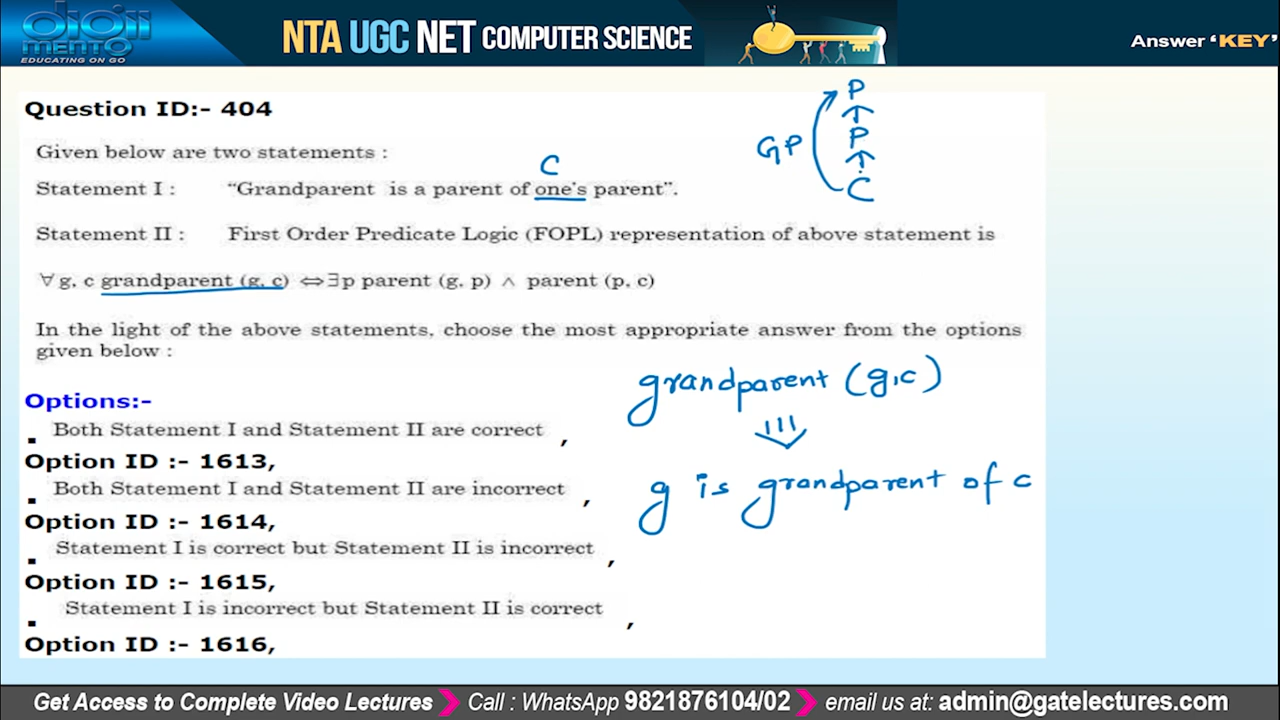 digii
MENTO
EDUCATING ON GO
NTA UGC NET COMPUTER SCIENCE
Answer ‘KEY’
Question ID:- 404
Given below are two statements :
C
Statement I : “Grandparent is a parent of one's parent”.
Statement II : First Order Predicate Logic (FOPL) representation of above statement is
∀ g, c grandparent (g, c) ⇔ ∃p parent (g, p) ∧ parent (p, c)
In the light of the above statements, choose the most appropriate answer from the options
given below :
P
↑
GP P
↑
C
Options:-
Both Statement I and Statement II are correct ,
Option ID :- 1613,
Both Statement I and Statement II are incorrect ,
Option ID :- 1614,
Statement I is correct but Statement II is incorrect ,
Option ID :- 1615,
Statement I is incorrect but Statement II is correct ,
Option ID :- 1616,
grandparent (g,c)
g is grandparent of c
Get Access to Complete Video Lectures Call : WhatsApp 9821876104/02 email us at: admin@gatelectures.com